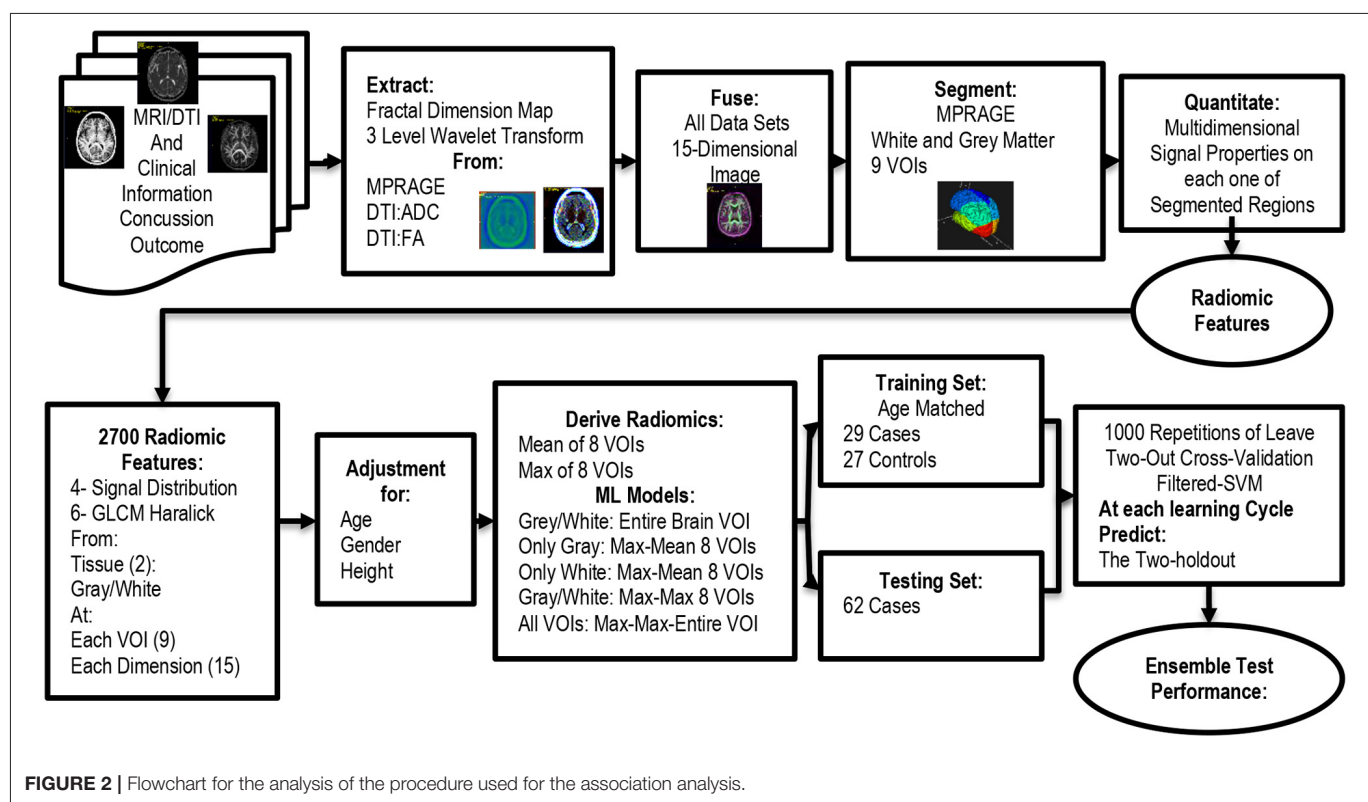 MRI/DTI
And
Clinical
Information
Concussion
Outcome
Extract:
Fractal Dimension Map
3 Level Wavelet Transform
From:
MPRAGE
DTI:ADC
DTI:FA
Fuse:
All Data Sets
15-Dimensional
Image
Segment:
MPRAGE
White and Grey Matter
9 VOIs
Quantitate:
Multidimensional
Signal Properties on
each one of
Segmented Regions
Radiomic
Features
2700 Radiomic
Features:
4- Signal Distribution
6- GLCM Haralick
From:
Tissue (2):
Gray/White
At:
Each VOI (9)
Each Dimension (15)
Adjustment
for:
Age
Gender
Height
Derive Radiomics:
Mean of 8 VOIs
Max of 8 VOIs
ML Models:
Grey/White: Entire Brain VOI
Only Gray: Max-Mean 8 VOIs
Only White: Max-Mean 8 VOIs
Gray/White: Max-Max 8 VOIs
All VOIs: Max-Max-Entire VOI
Training Set:
Age Matched
29 Cases
27 Controls
Testing Set:
62 Cases
1000 Repetitions of Leave
Two-Out Cross-Validation
Filtered-SVM
At each learning Cycle
Predict:
The Two-holdout
Ensemble Test
Performance:
FIGURE 2 | Flowchart for the analysis of the procedure used for the association analysis.